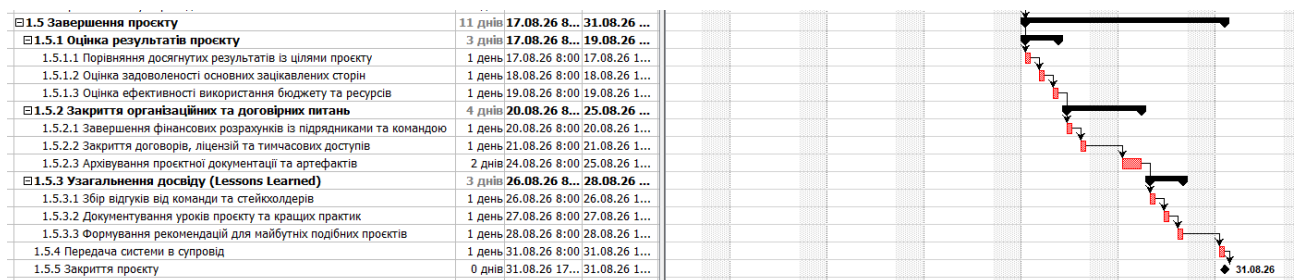 1.5 Завершення проєкту 11 днів 17.08.26 8... 31.08.26 ...
1.5.1 Оцінка результатів проєкту 3 днів 17.08.26 8... 19.08.26 ...
1.5.1.1 Порівняння досягнутих результатів із цілями проєкту 1 день 17.08.26 8:00 17.08.26 1...
1.5.1.2 Оцінка задоволеності основних зацікавлених сторін 1 день 18.08.26 8:00 18.08.26 1...
1.5.1.3 Оцінка ефективності використання бюджету та ресурсів 1 день 19.08.26 8:00 19.08.26 1...
1.5.2 Закриття організаційних та договірних питань 4 днів 20.08.26 8... 25.08.26 ...
1.5.2.1 Завершення фінансових розрахунків із підрядниками та командою 1 день 20.08.26 8:00 20.08.26 1...
1.5.2.2 Закриття договорів, ліцензій та тимчасових доступів 1 день 21.08.26 8:00 21.08.26 1...
1.5.2.3 Архівування проєктної документації та артефактів 2 днів 24.08.26 8:00 25.08.26 1...
1.5.3 Узагальнення досвіду (Lessons Learned) 3 днів 26.08.26 8... 28.08.26 ...
1.5.3.1 Збір відгуків від команди та стейкхолдерів 1 день 26.08.26 8:00 26.08.26 1...
1.5.3.2 Документування уроків проєкту та кращих практик 1 день 27.08.26 8:00 27.08.26 1...
1.5.3.3 Формування рекомендацій для майбутніх подібних проєктів 1 день 28.08.26 8:00 28.08.26 1...
1.5.4 Передача системи в супровід 1 день 31.08.26 8:00 31.08.26 1...
1.5.5 Закриття проєкту 0 днів 31.08.26 17... 31.08.26 1... 31.08.26